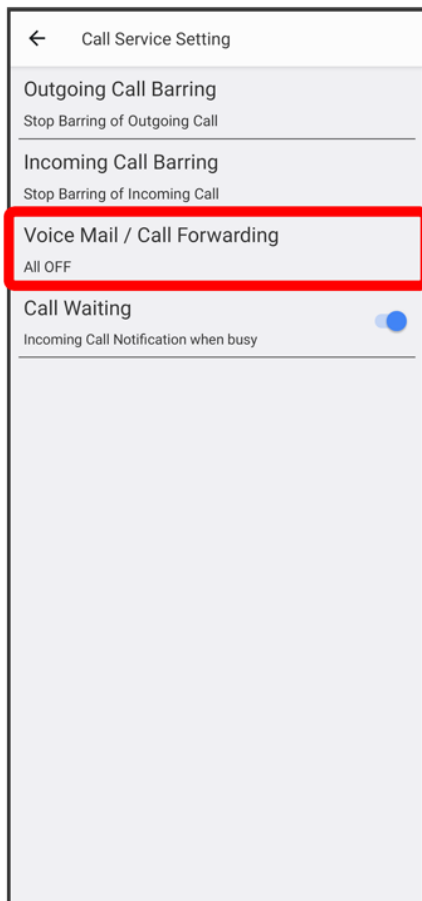 Call Service Setting
Outgoing Call Barring
Stop Barring of Outgoing Call
Incoming Call Barring
Stop Barring of Incoming Call
Voice Mail / Call Forwarding
All OFF
Call Waiting
Incoming Call Notification when busy